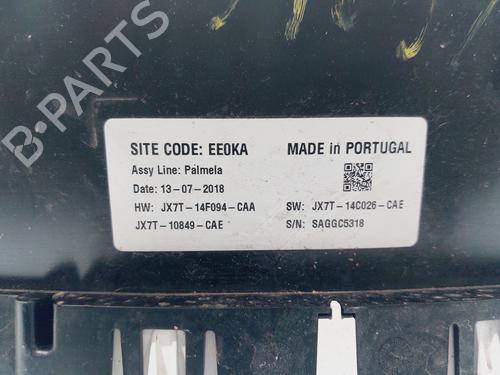 SITE CODE: EE0KA MADE in PORTUGAL
Assy Line: Palmela
Date: 13-07-2018
HW: JX7T-14F094-CAA SW: JX7T-14C026-CAE
JX7T-10849-CAE S/N: SAGGC5318